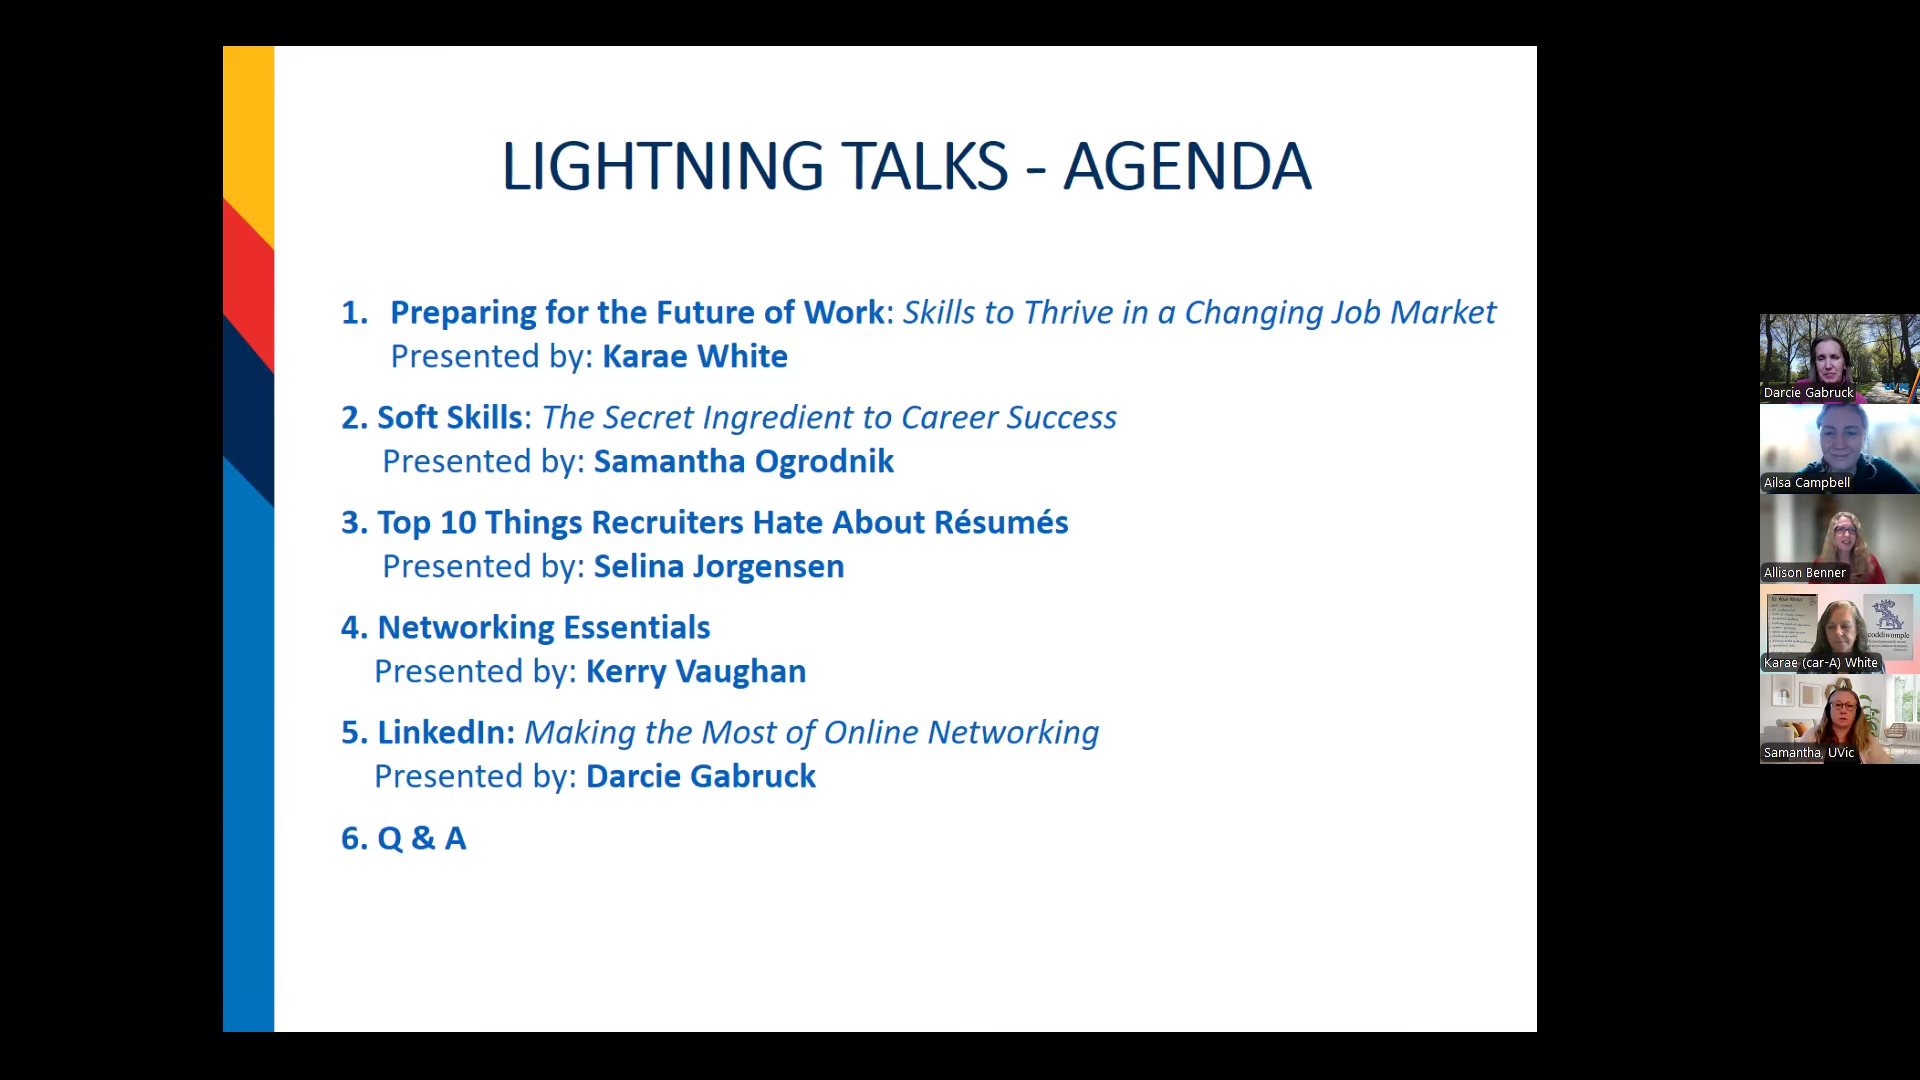 LIGHTNING TALKS - AGENDA
1. Preparing for the Future of Work: Skills to Thrive in a Changing Job Market
Presented by: Karae White
2. Soft Skills: The Secret Ingredient to Career Success
Presented by: Samantha Ogrodnik
3. Top 10 Things Recruiters Hate About Résumés
Presented by: Selina Jorgensen
4. Networking Essentials
Presented by: Kerry Vaughan
5. LinkedIn: Making the Most of Online Networking
Presented by: Darcie Gabruck
6. Q & A
Darcie Gabruck
Ailsa Campbell
Allison Benner
coddiwomple
Karae (car-A) White
Samantha, UVic